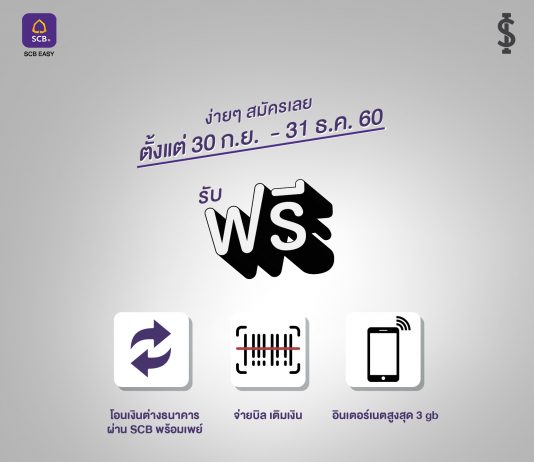 SCB
SCB EASY
ง่ายๆ สมัครเลย
ตั้งแต่ 30 ก.ย. - 31 ธ.ค. 60
รับ
ฟรี
โอนเงินต่างธนาคาร
ผ่าน SCB พร้อมเพย์
จ่ายบิล เติมเงิน
อินเตอร์เนตสูงสุด 3 gb